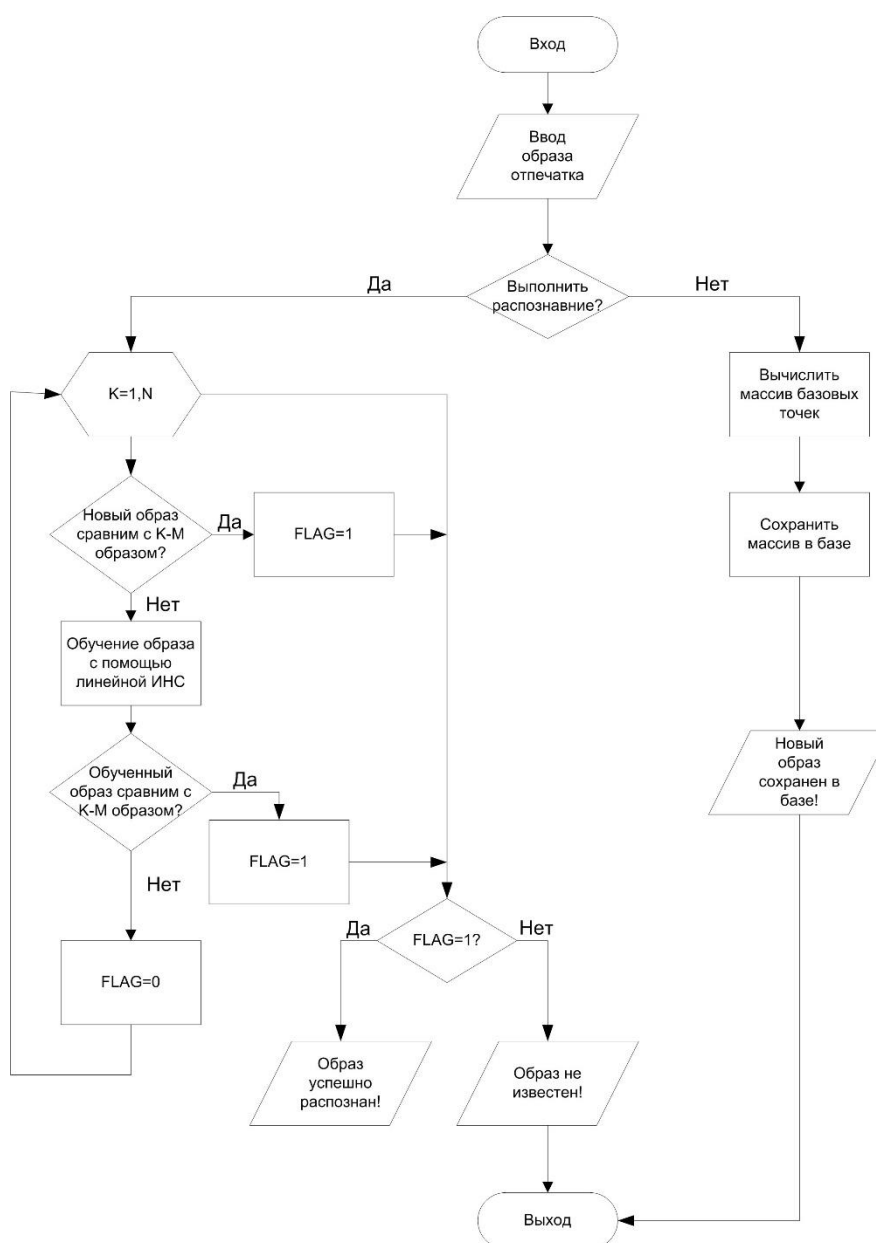 Вход
Ввод
образа
отпечатка
Да
Выполнить
распознавние?
Нет
K=1,N
Вычислить
массив базовых
точек
Новый образ
сравним с K-M
образом?
Да
FLAG=1
Сохранить
массив в базе
Нет
Обучение образа
с помощью
линейной ИНС
Обученный
образ сравним с
K-M образом?
Да
Новый
образ
сохранен в
базе!
FLAG=1
Нет
Да
FLAG=1?
Нет
FLAG=0
Образ
успешно
распознан!
Образ не
известен!
Выход